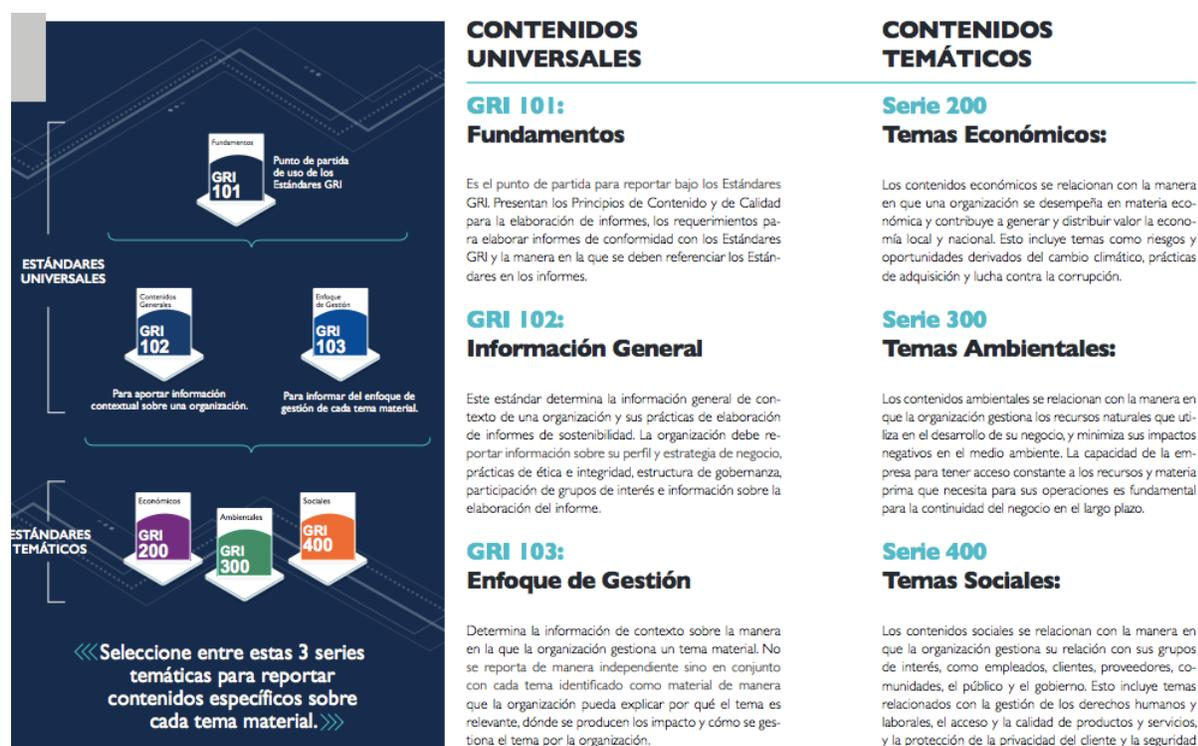 Fundamentos
GRI
101
Punto de partida
de uso de los
Estándares GRI
ESTÁNDARES
UNIVERSALES
Contenidos
Generales
GRI
102
Enfoque
de Gestión
GRI
103
Para aportar información
contextual sobre una organización.
Para informar del enfoque de
gestión de cada tema material.
ESTÁNDARES
TEMÁTICOS
Económicos
GRI
200
Ambientales
GRI
300
Sociales
GRI
400
Seleccione entre estas 3 series
temáticas para reportar
contenidos específicos sobre
cada tema material.
CONTENIDOS
UNIVERSALES
GRI 101:
Fundamentos
Es el punto de partida para reportar bajo los Estándares
GRI. Presentan los Principios de Contenido y de Calidad
para la elaboración de informes, los requerimientos pa-
ra elaborar informes de conformidad con los Estándares
GRI y la manera en la que se deben referenciar los Están-
dares en los informes.
GRI 102:
Información General
Este estándar determina la información general de con-
texto de una organización y sus prácticas de elaboración
de informes de sostenibilidad. La organización debe re-
portar información sobre su perfil y estrategia de negocio,
prácticas de ética e integridad, estructura de gobernanza,
participación de grupos de interés e información sobre la
elaboración del informe.
GRI 103:
Enfoque de Gestión
Determina la información de contexto sobre la manera
en la que la organización gestiona un tema material. No
se reporta de manera independiente sino en conjunto
con cada tema identificado como material de manera
que la organización pueda explicar por qué el tema es
relevante, dónde se producen los impacto y cómo se ges-
tiona el tema por la organización.
CONTENIDOS
TEMÁTICOS
Serie 200
Temas Económicos:
Los contenidos económicos se relacionan con la manera
en que una organización se desempeña en materia eco-
nómica y contribuye a generar y distribuir valor la econo-
mía local y nacional. Esto incluye temas como riesgos y
oportunidades derivados del cambio climático, prácticas
de adquisición y lucha contra la corrupción.
Serie 300
Temas Ambientales:
Los contenidos ambientales se relacionan con la manera en
que la organización gestiona los recursos naturales que uti-
liza en el desarrollo de su negocio, y minimiza sus impactos
negativos en el medio ambiente. La capacidad de la em-
presa para tener acceso constante a los recursos y materia
prima que necesita para sus operaciones es fundamental
para la continuidad del negocio en el largo plazo.
Serie 400
Temas Sociales:
Los contenidos sociales se relacionan con la manera en
que la organización gestiona su relación con sus grupos
de interés, como empleados, clientes, proveedores, co-
munidades, el público y el gobierno. Esto incluye temas
relacionados con la gestión de los derechos humanos y
laborales, el acceso y la calidad de productos y servicios,
y la protección de la privacidad del cliente y la seguridad